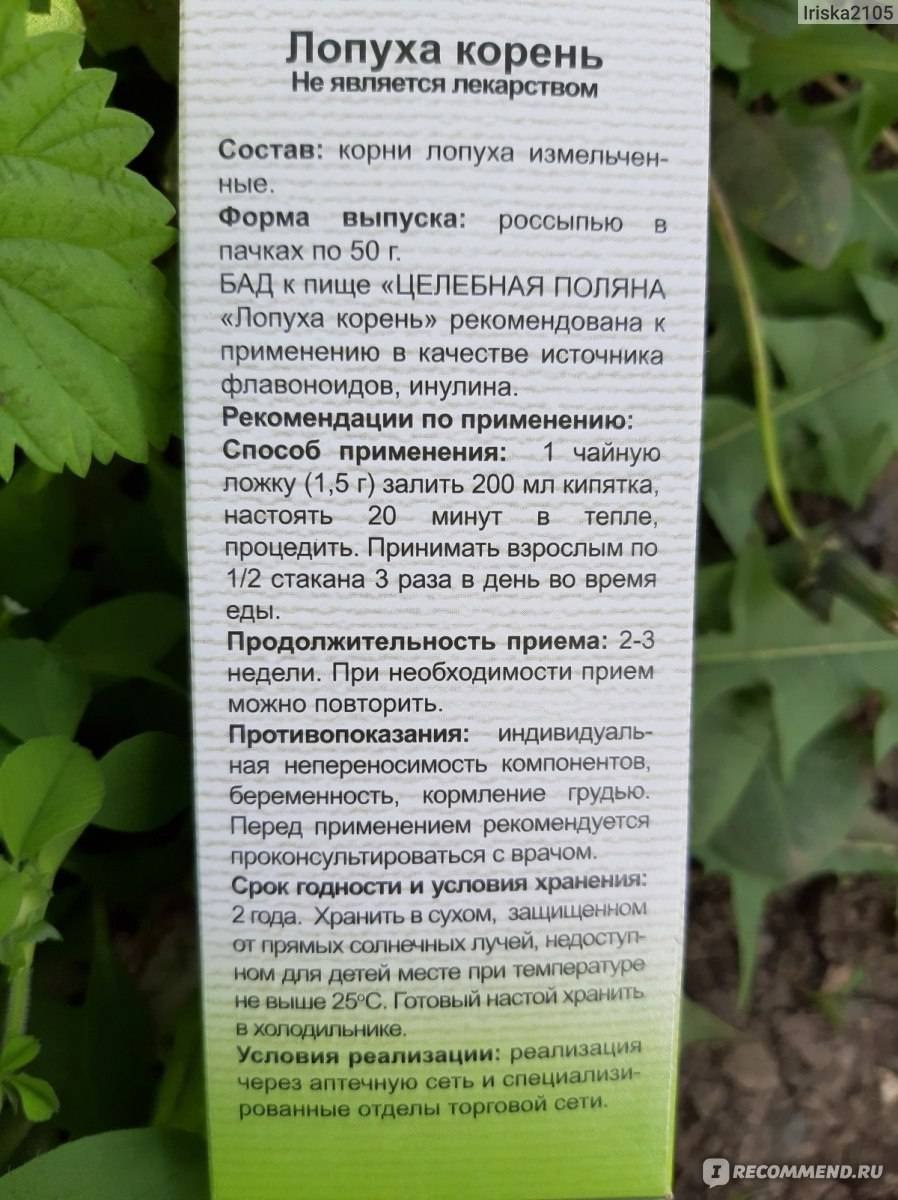 Iriska2105
Лопуха корень
Не является лекарством
Состав: корни лопуха измельчен-
ные.
Форма выпуска: россыпью в
пачках по 50 г.
БАД к пище «ЦЕЛЕБНАЯ ПОЛЯНА
«Лопуха корень» рекомендована к
применению в качестве источника
флавоноидов, инулина.
Рекомендации по применению:
Способ применения: 1 чайную
ложку (1,5 г) залить 200 мл кипятка,
настоять 20 минут в тепле,
процедить. Принимать взрослым по
1/2 стакана 3 раза в день во время
еды.
Продолжительность приема: 2-3
недели. При необходимости прием
можно повторить.
Противопоказания: индивидуаль-
ная непереносимость компонентов,
беременность, кормление грудью.
Перед применением рекомендуется
проконсультироваться с врачом.
Срок годности и условия хранения:
2 года. Хранить в сухом, защищенном
от прямых солнечных лучей, недоступ-
ном для детей месте при температуре
не выше 25°С. Готовый настой хранить
в холодильнике.
Условия реализации: реализация
через аптечную сеть и специализи-
рованные отделы торговой сети.
I RECOMMEND.RU